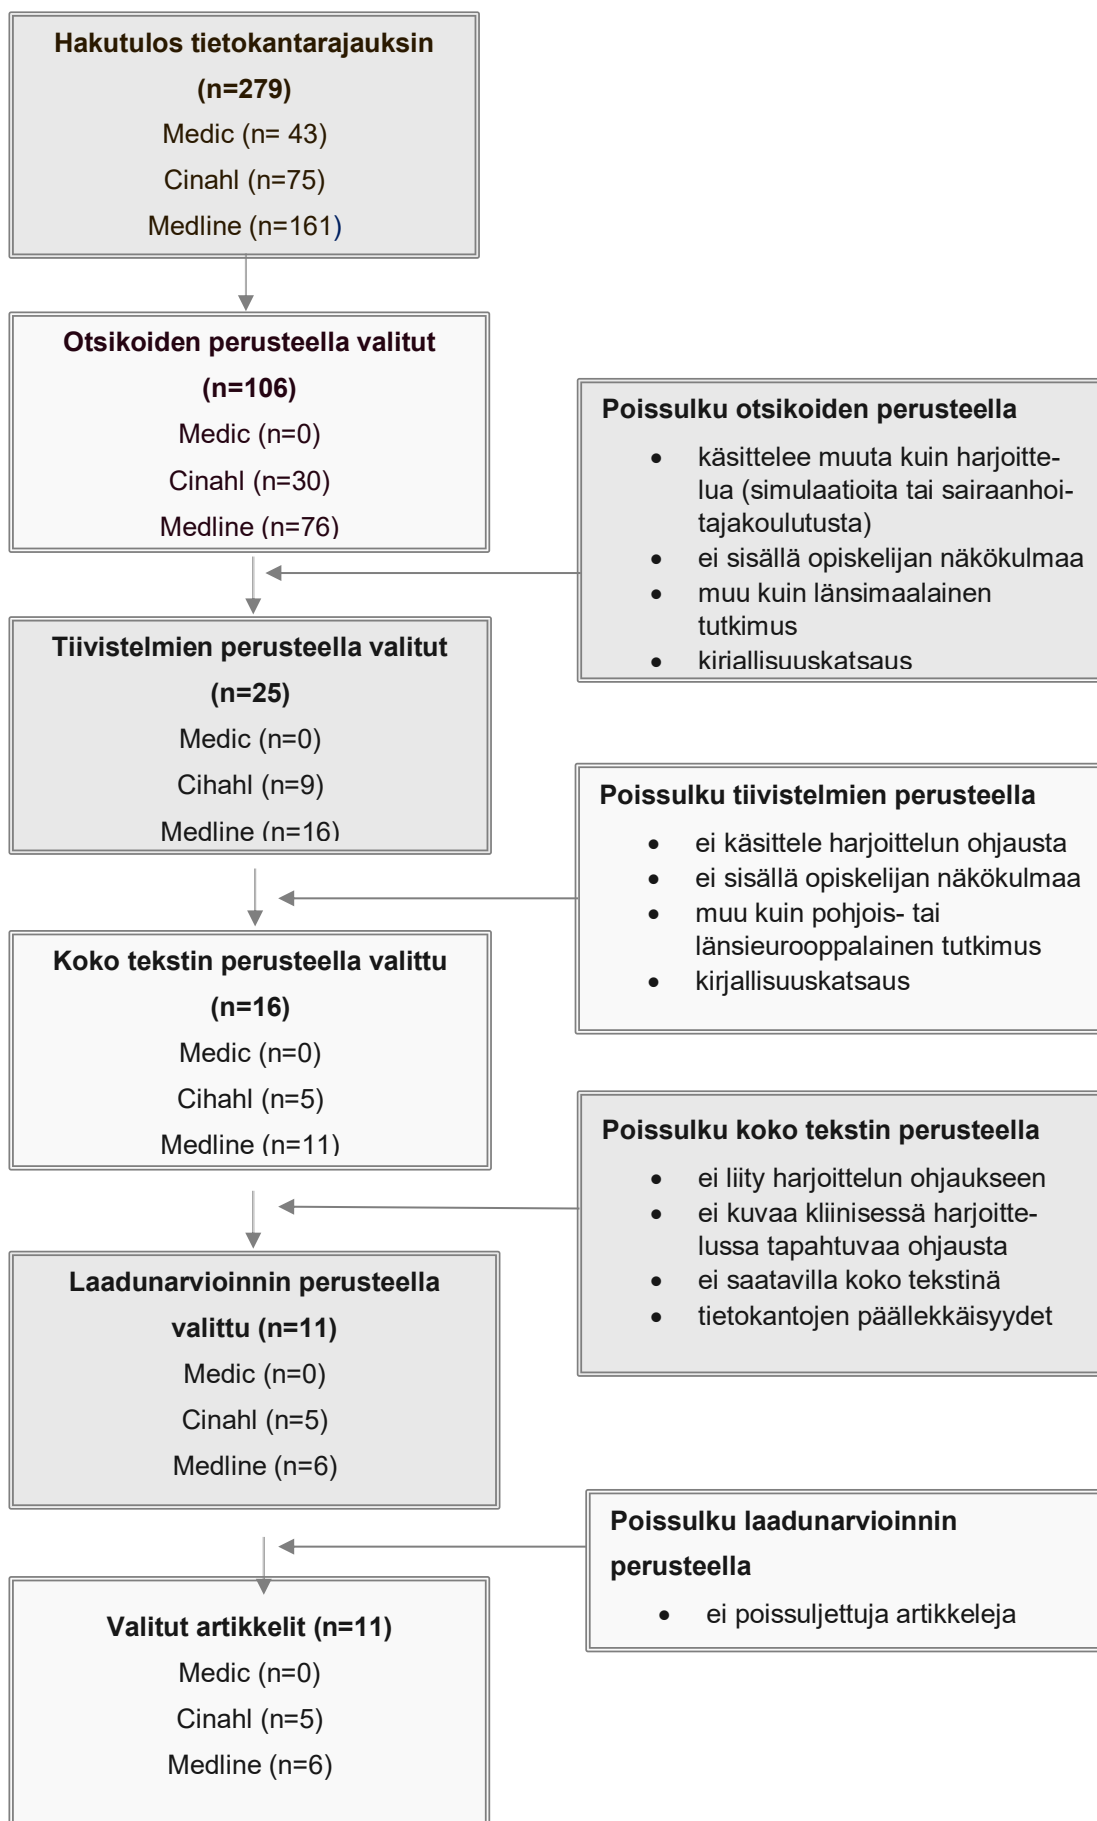 Hakutulos tietokantarajauksin
(n=279)
Medic (n= 43)
Cinahl (n=75)
Medline (n=161)
Otsikoiden perusteella valitut
(n=106)
Medic (n=0)
Cinahl (n=30)
Medline (n=76)
Poissulku otsikoiden perusteella
• käsittelee muuta kuin harjoitte-
lua (simulaatioita tai sairaanhoi-
tajakoulutusta)
• ei sisällä opiskelijan näkökulmaa
• muu kuin länsimaalainen
tutkimus
• kirjallisuuskatsaus
Tiivistelmien perusteella valitut
(n=25)
Medic (n=0)
Cihahl (n=9)
Medline (n=16)
Poissulku tiivistelmien perusteella
• ei käsittele harjoittelun ohjausta
• ei sisällä opiskelijan näkökulmaa
• muu kuin pohjois- tai
länsieurooppalainen tutkimus
• kirjallisuuskatsaus
Koko tekstin perusteella valittu
(n=16)
Medic (n=0)
Cihahl (n=5)
Medline (n=11)
Poissulku koko tekstin perusteella
• ei liity harjoittelun ohjaukseen
• ei kuvaa kliinisessä harjoitte-
lussa tapahtuvaa ohjausta
• ei saatavilla koko tekstinä
• tietokantojen päällekkäisyydet
Laadunarvioinnin perusteella
valittu (n=11)
Medic (n=0)
Cinahl (n=5)
Medline (n=6)
Poissulku laadunarvioinnin
perusteella
• ei poissuljettuja artikkeleja
Valitut artikkelit (n=11)
Medic (n=0)
Cinahl (n=5)
Medline (n=6)